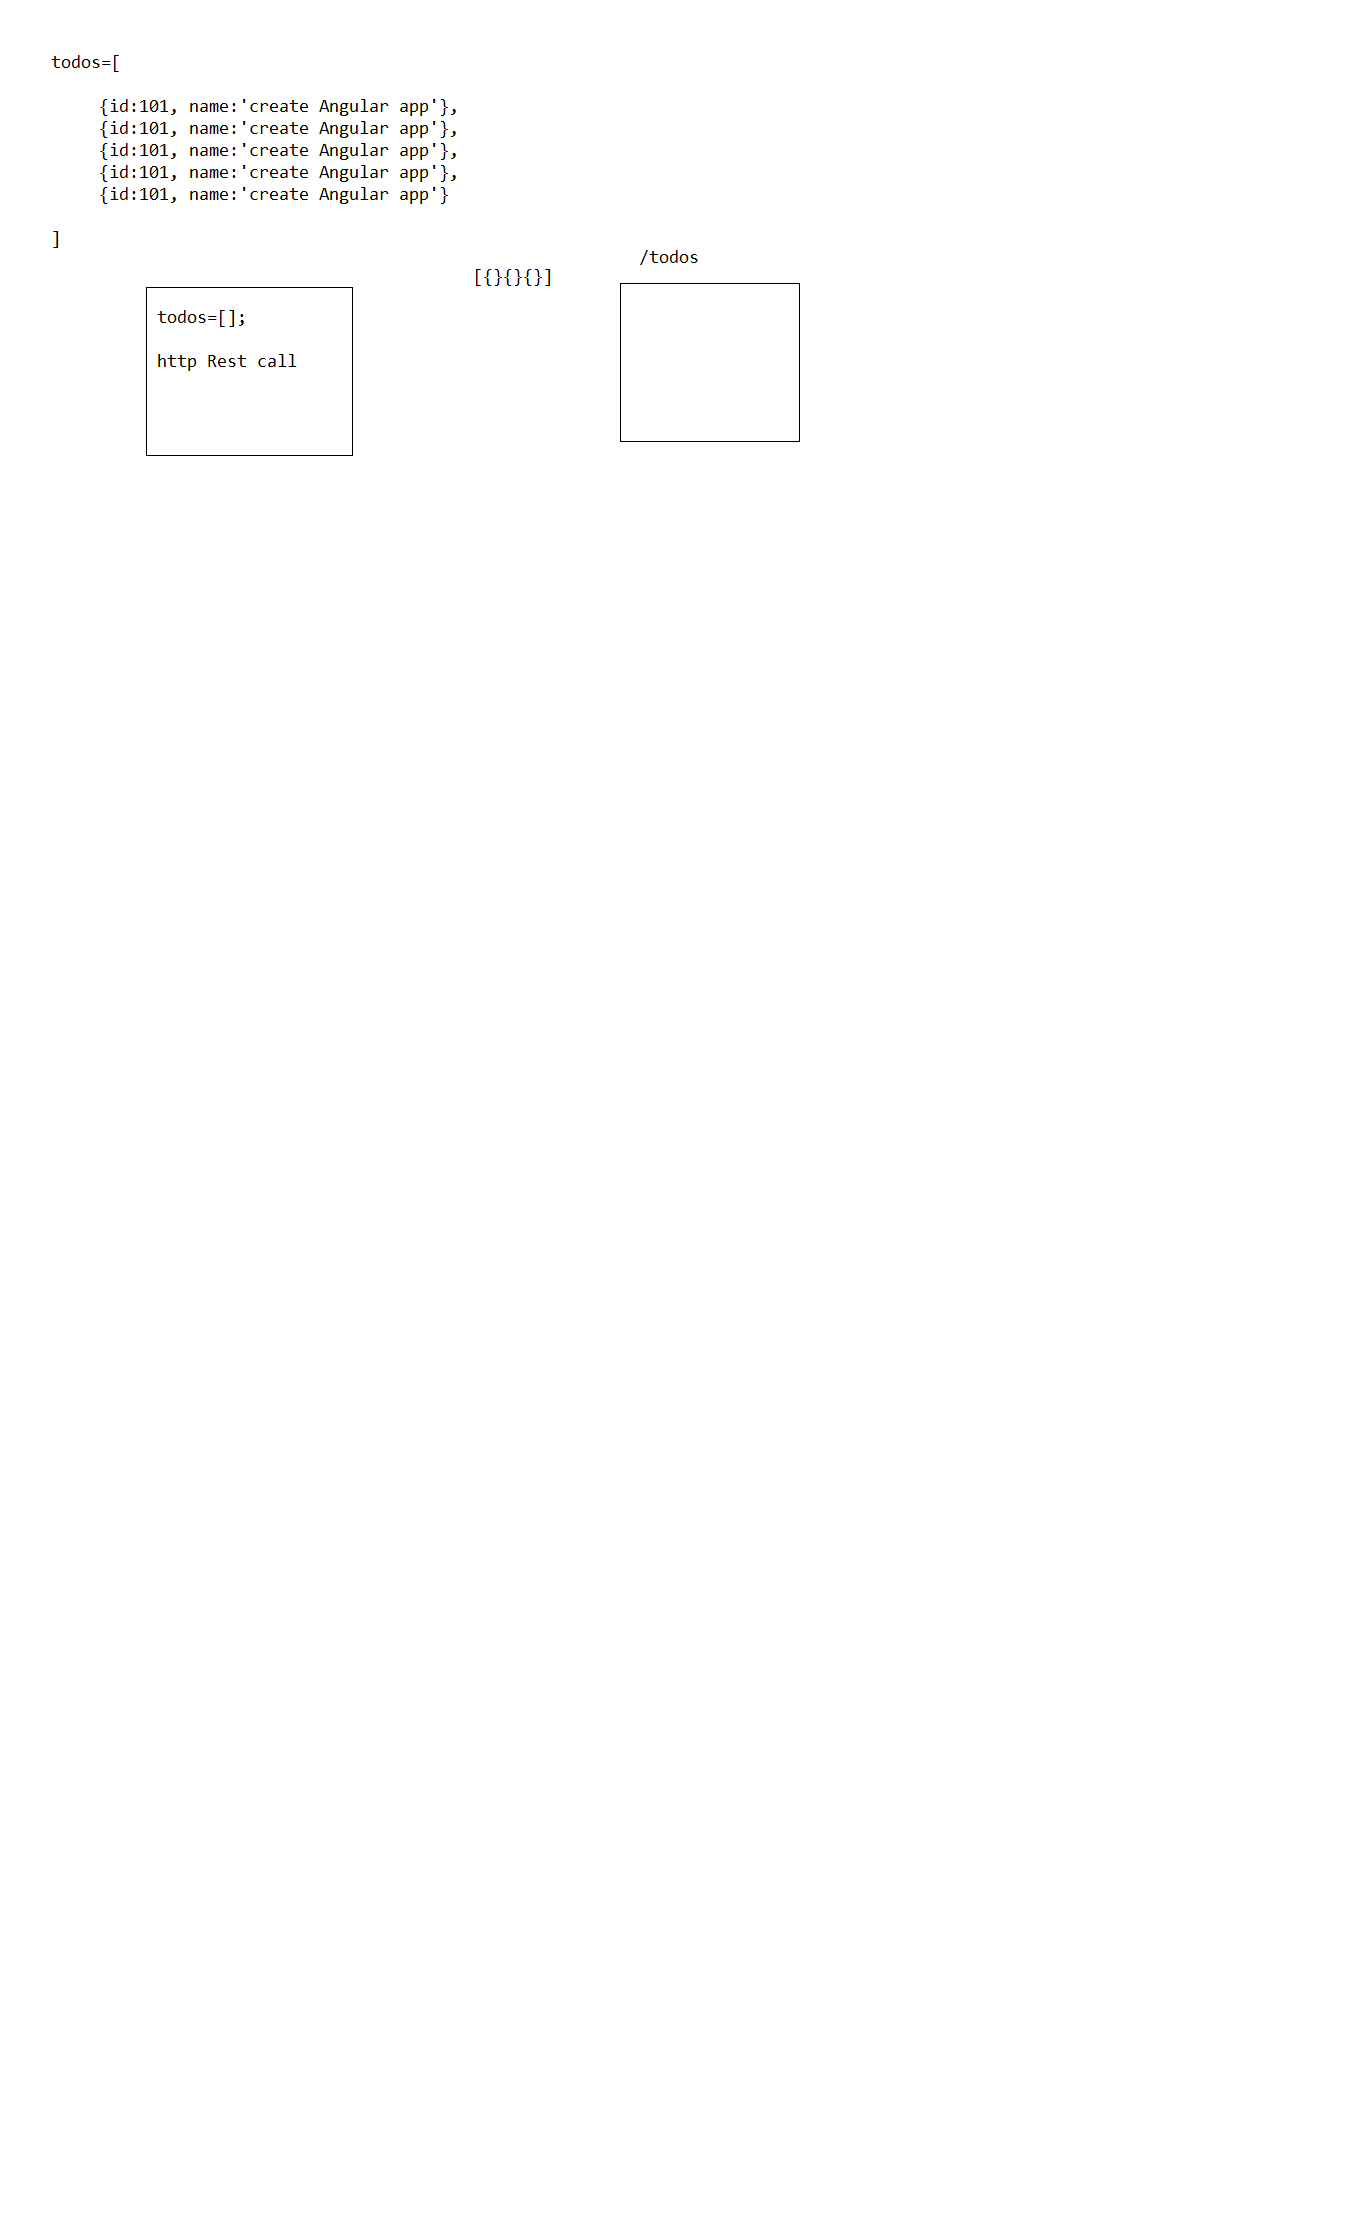 todos=[
{id:101, name:'create Angular app'},
{id:101, name:'create Angular app'},
{id:101, name:'create Angular app'},
{id:101, name:'create Angular app'},
{id:101, name:'create Angular app'}
]
/todos
[{}{}{}]
todos=[];
http Rest call